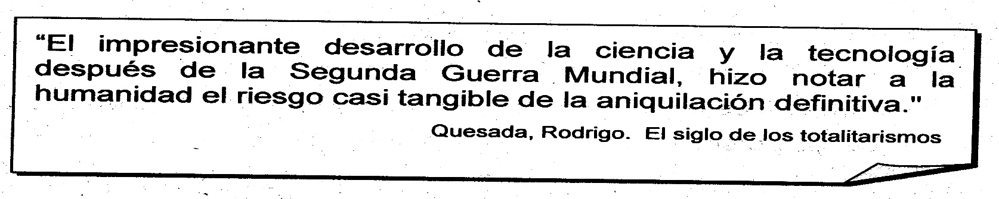 “El impresionante desarrollo de la ciencia y la tecnología
después de la Segunda Guerra Mundial, hizo notar a la
humanidad el riesgo casi tangible de la aniquilación definitiva."
Quesada, Rodrigo. El siglo de los totalitarismos